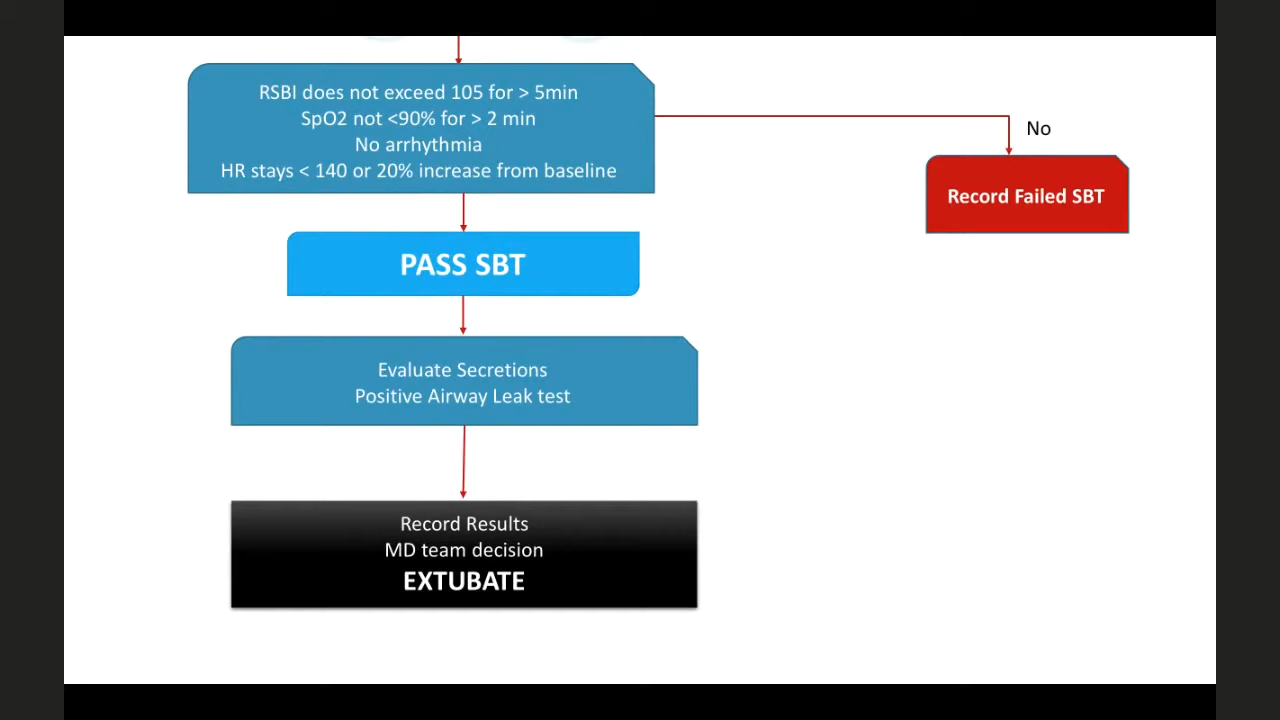 RSBI does not exceed 105 for > 5min
SpO2 not <90% for > 2 min
No arrhythmia
HR stays < 140 or 20% increase from baseline
No
Record Failed SBT
PASS SBT
Evaluate Secretions
Positive Airway Leak test
Record Results
MD team decision
EXTUBATE